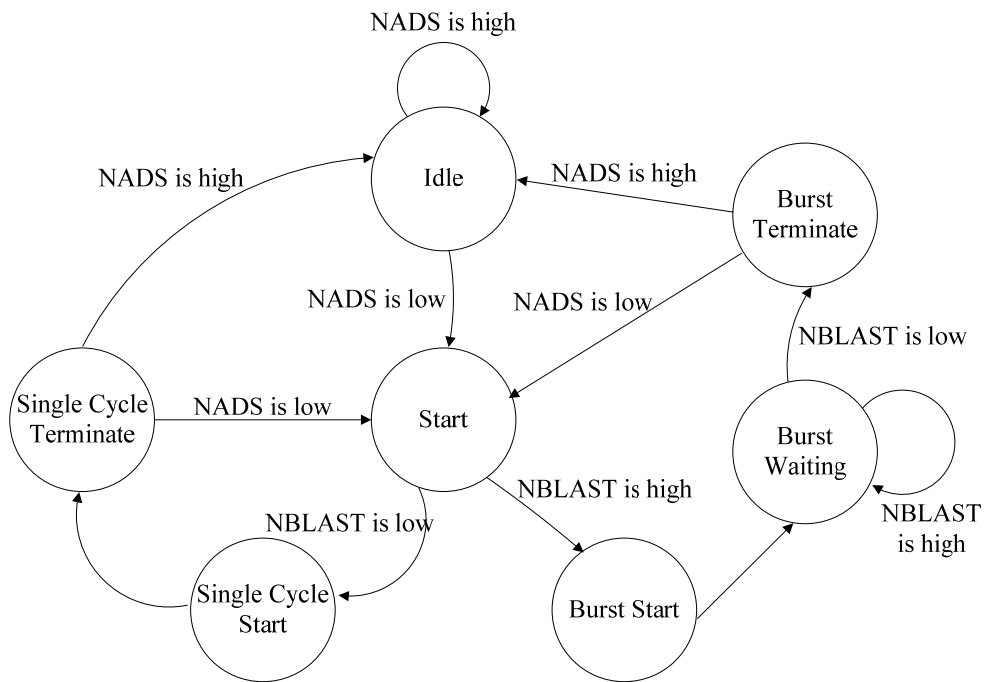 NADS is high
Idle
NADS is high
NADS is high
Burst
Terminate
NADS is low
NADS is low
NBLAST is low
Single Cycle
Terminate
NADS is low
Start
Burst
Waiting
NBLAST is high
NBLAST
is high
NBLAST is low
Single Cycle
Start
Burst Start